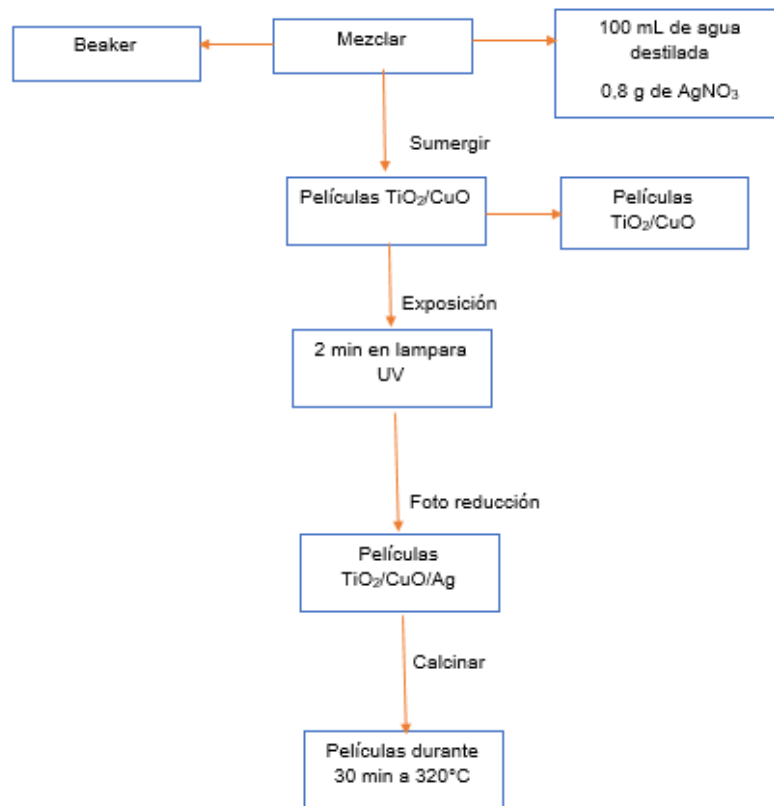 Beaker
Mezclar
100 mL de agua
destilada
0,8 g de AgNO₃
Sumergir
Películas TiO₂/CuO
Películas
TiO₂/CuO
Exposición
2 min en lampara
UV
Foto reducción
Películas
TiO₂/CuO/Ag
Calcinar
Películas durante
30 min a 320°C